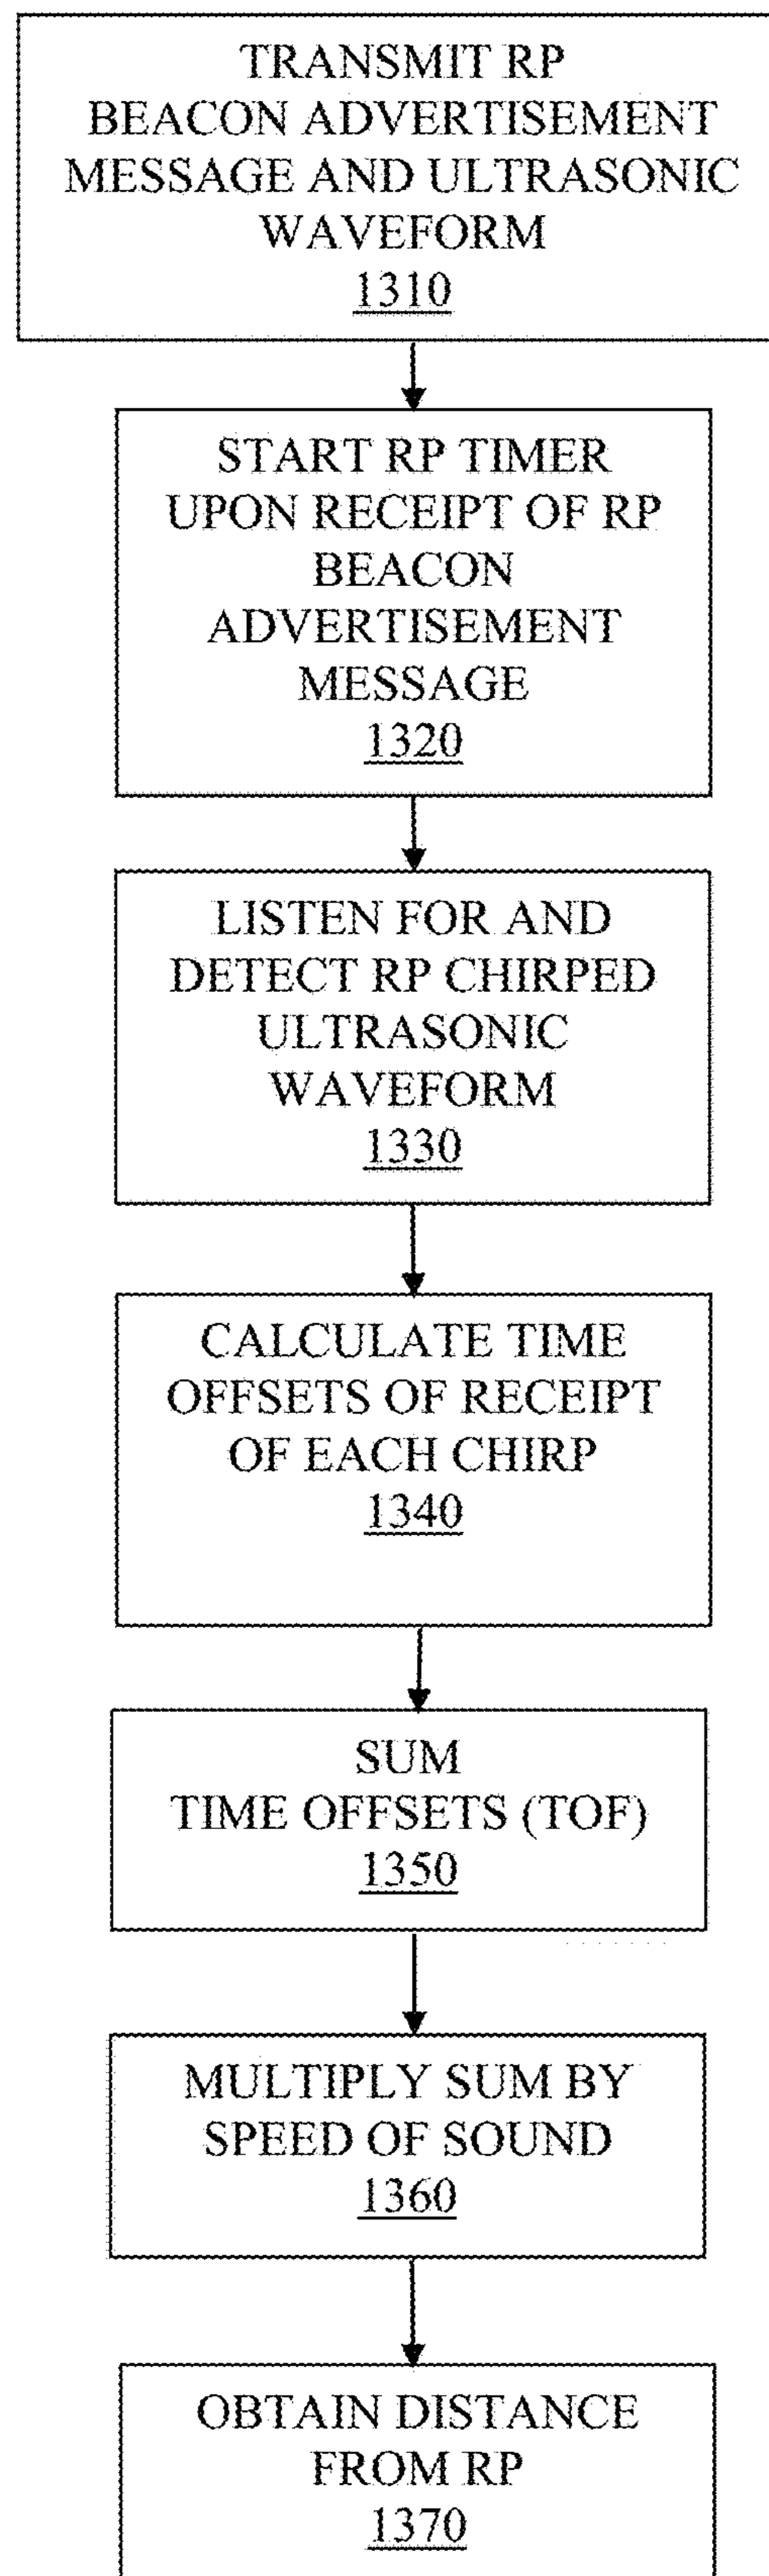 TRANSMIT RP
BEACON ADVERTISEMENT
MESSAGE AND ULTRASONIC
WAVEFORM
1310
START RP TIMER
UPON RECEIPT OF RP
BEACON
ADVERTISEMENT
MESSAGE
1320
LISTEN FOR AND
DETECT RP CHIRPED
ULTRASONIC
WAVEFORM
1330
CALCULATE TIME
OFFSETS OF RECEIPT
OF EACH CHIRP
1340
SUM
TIME OFFSETS (TOF)
1350
MULTIPLY SUM BY
SPEED OF SOUND
1360
OBTAIN DISTANCE
FROM RP
1370